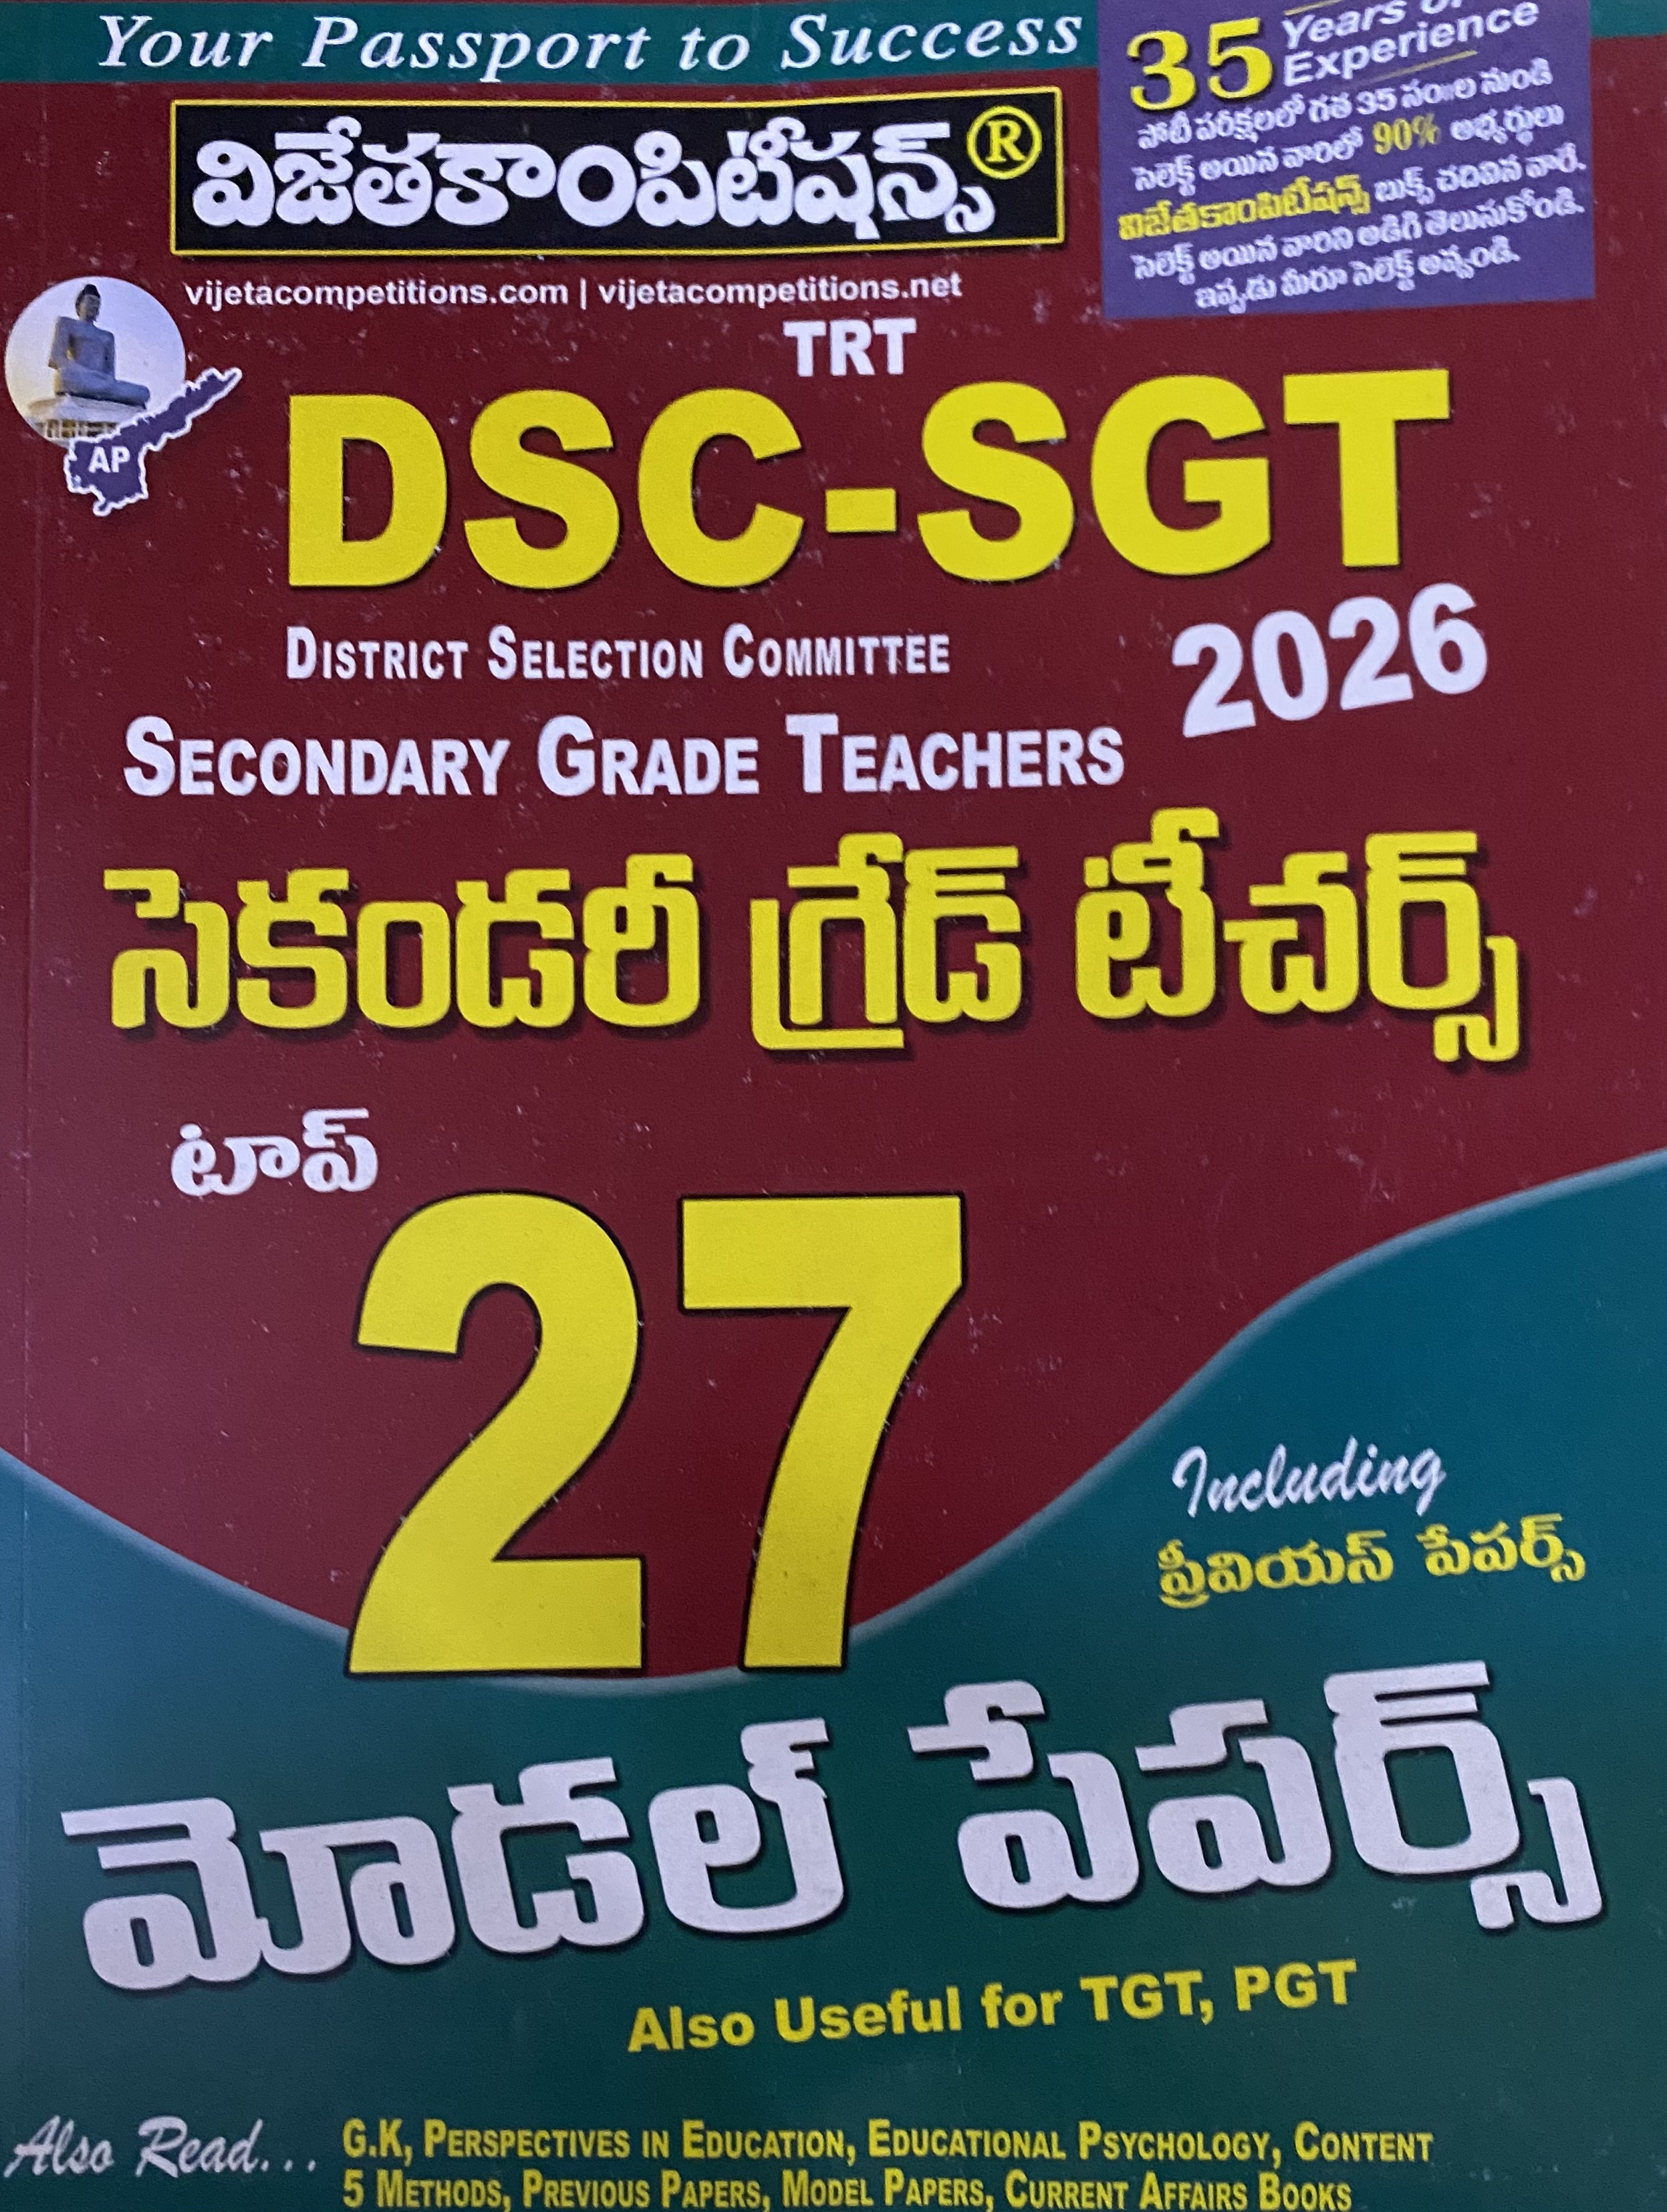 Your Passport to Success
35 Years of Experience
పోటీ పరీక్షలలో గత 35 సం॥ల నుండి
సెలెక్ట్ అయిన వారిలో 90% అభ్యర్థులు
విజేతకాంపిటీషన్స్ బుక్స్ చదివిన వారే.
సెలెక్ట్ అయిన వారిని అడిగి తెలుసుకోండి.
ఇప్పుడు మీరూ సెలెక్ట్ అవ్వండి.
విజేతకాంపిటీషన్స్®
vijetacompetitions.com | vijetacompetitions.net
TRT
AP
DSC-SGT
DISTRICT SELECTION COMMITTEE
2026
SECONDARY GRADE TEACHERS
సెకండరీ గ్రేడ్ టీచర్స్
టాప్
27
Including
ప్రీవియస్ పేపర్స్
మోడల్ పేపర్స్
Also Useful for TGT, PGT
Also Read... G.K, PERSPECTIVES IN EDUCATION, EDUCATIONAL PSYCHOLOGY, CONTENT
5 METHODS, PREVIOUS PAPERS, MODEL PAPERS, CURRENT AFFAIRS BOOKS